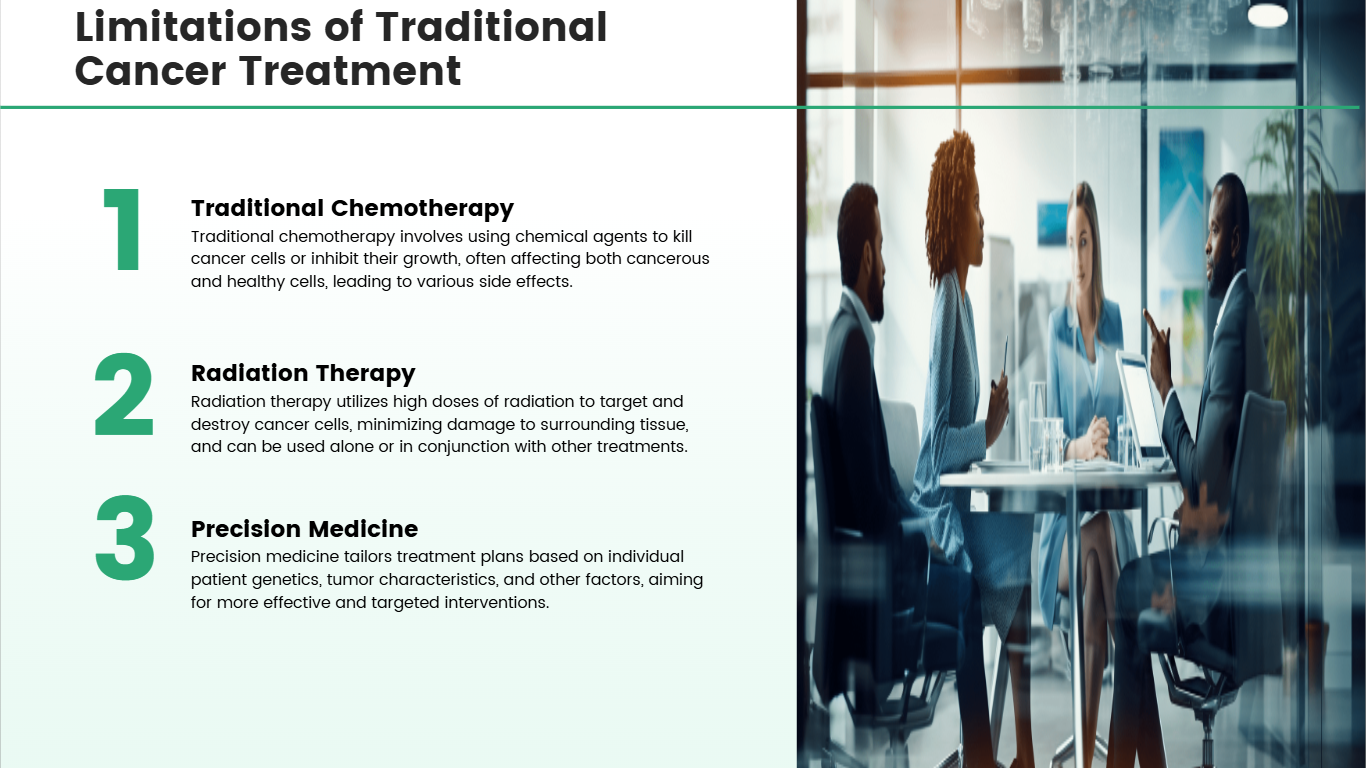 Limitations of Traditional
Cancer Treatment
1
Traditional Chemotherapy
Traditional chemotherapy involves using chemical agents to kill
cancer cells or inhibit their growth, often affecting both cancerous
and healthy cells, leading to various side effects.
2
Radiation Therapy
Radiation therapy utilizes high doses of radiation to target and
destroy cancer cells, minimizing damage to surrounding tissue,
and can be used alone or in conjunction with other treatments.
3
Precision Medicine
Precision medicine tailors treatment plans based on individual
patient genetics, tumor characteristics, and other factors, aiming
for more effective and targeted interventions.